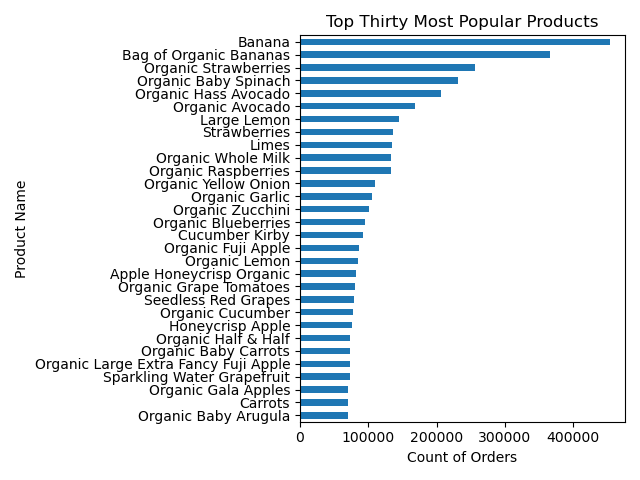 Top Thirty Most Popular Products
Banana
Bag of Organic Bananas
Organic Strawberries
Organic Baby Spinach
Organic Hass Avocado
Organic Avocado
Large Lemon
Strawberries
Limes
Organic Whole Milk
Organic Raspberries
Organic Yellow Onion
Organic Garlic
Organic Zucchini
Organic Blueberries
Cucumber Kirby
Organic Fuji Apple
Organic Lemon
Apple Honeycrisp Organic
Organic Grape Tomatoes
Seedless Red Grapes
Organic Cucumber
Honeycrisp Apple
Organic Half & Half
Organic Baby Carrots
Organic Large Extra Fancy Fuji Apple
Sparkling Water Grapefruit
Organic Gala Apples
Carrots
Organic Baby Arugula
Product Name
0 100000 200000 300000 400000
Count of Orders